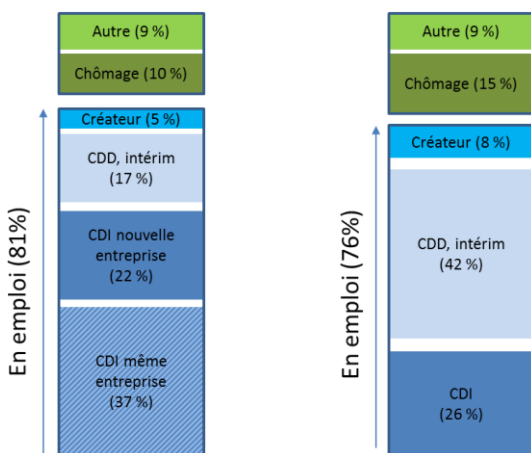 Autre (9 %)
Chômage (10 %)
Créateur (5 %)
CDD, intérim
(17 %)
CDI nouvelle
entreprise
(22 %)
CDI même
entreprise
(37 %)
En emploi (81%)
Autre (9 %)
Chômage (15 %)
Créateur (8 %)
CDD, intérim
(42 %)
CDI
(26 %)
En emploi (76%)